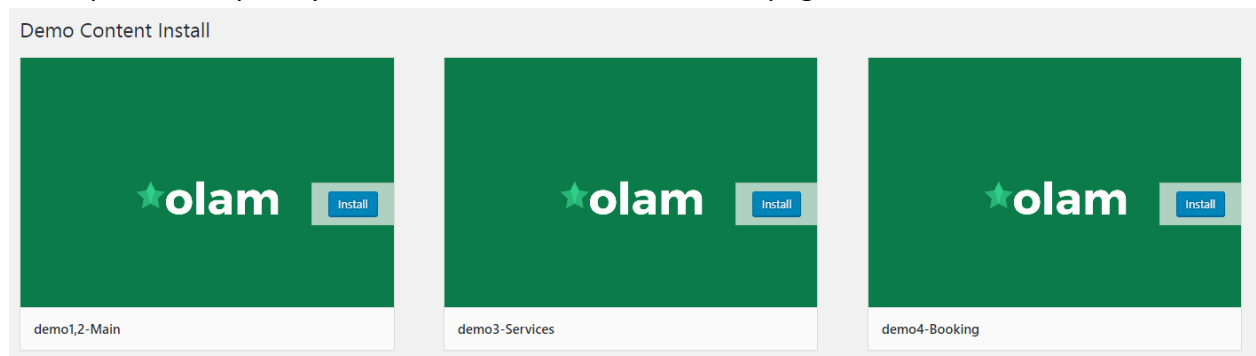 Demo Content Install
olam Install olam Install olam Install
demo1,2-Main demo3-Services demo4-Booking